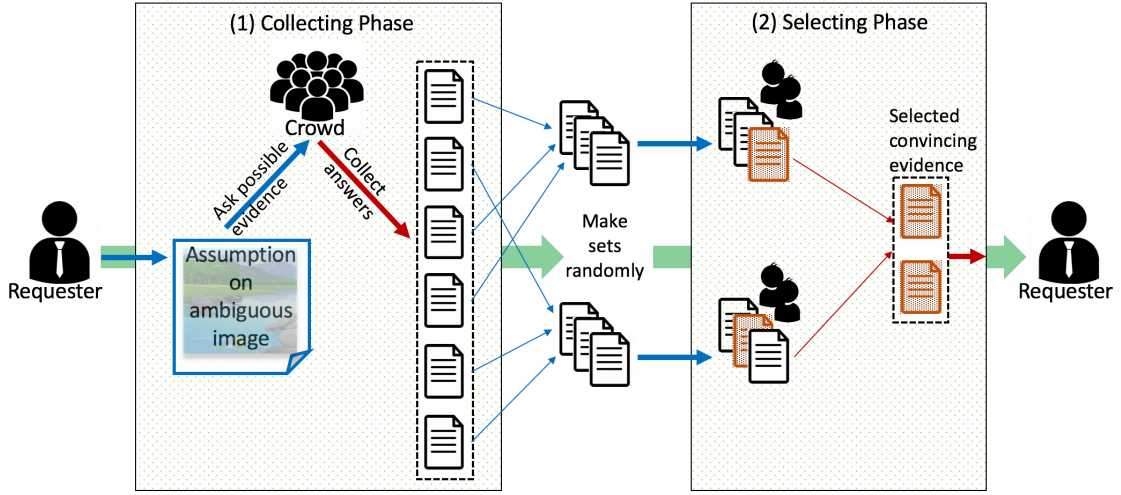 (1) Collecting Phase
(2) Selecting Phase
Crowd
Ask possible
evidence
Collect
answers
Selected
convincing
evidence
Requester
Assumption
on
ambiguous
image
Make
sets
randomly
Requester